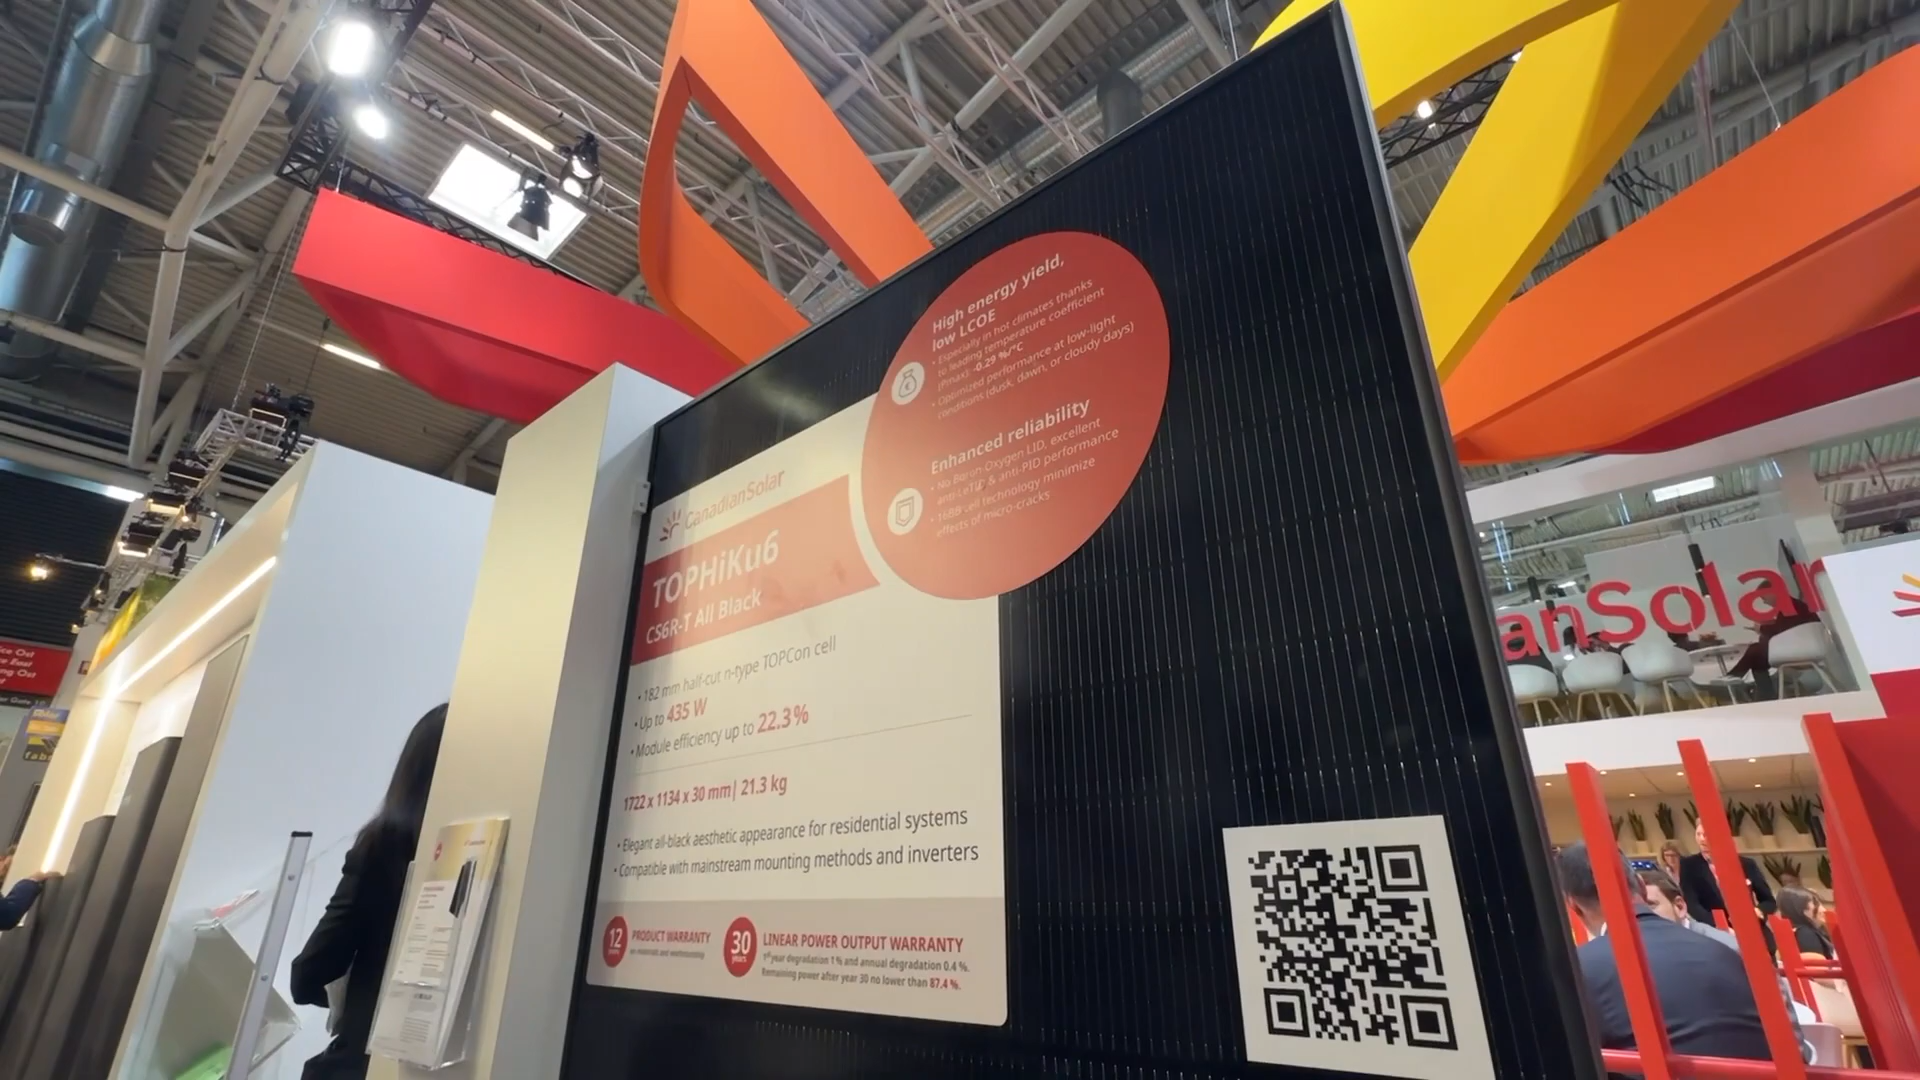 High energy yield,
low LCOE
• Especially in hot climates thanks
to leading temperature coefficient
(Pmax): -0.29 %/°C
• Optimized performance at low-light
conditions (dusk, dawn, or cloudy days)
Enhanced reliability
• No Boron-Oxygen LID, excellent
anti-LeTID & anti-PID performance
• 16BB cell technology minimize
effects of micro-cracks
CanadianSolar
TOPHiKu6
CS6R-T All Black
• 182 mm half-cut n-type TOPCon cell
• Up to 435 W
• Module efficiency up to 22.3%
1722 x 1134 x 30 mm | 21.3 kg
• Elegant all-black aesthetic appearance for residential systems
• Compatible with mainstream mounting methods and inverters
12
years
PRODUCT WARRANTY
on materials and workmanship
30
years
LINEAR POWER OUTPUT WARRANTY
1st year degradation 1% and annual degradation 0.4 %.
Remaining power after year 30 no lower than 87.4 %.
anSolar